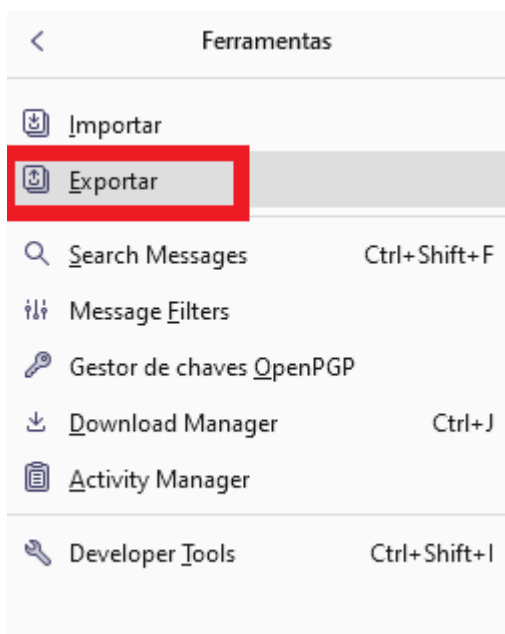 Ferramentas
Importar
Exportar
Search Messages Ctrl+Shift+F
Message Filters
Gestor de chaves OpenPGP
Download Manager Ctrl+J
Activity Manager
Developer Tools Ctrl+Shift+I